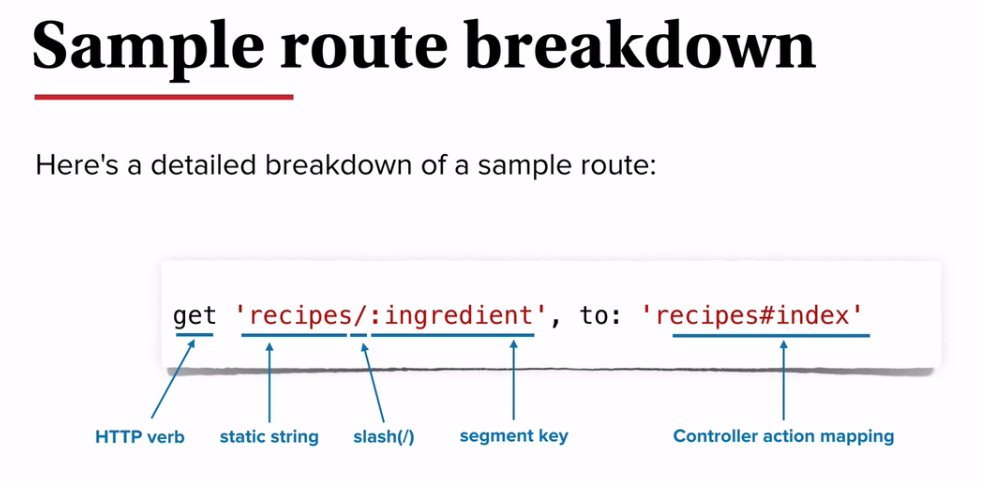 Sample route breakdown
Here's a detailed breakdown of a sample route:
get 'recipes/:ingredient', to: 'recipes#index'
HTTP verb static string slash(/) segment key Controller action mapping